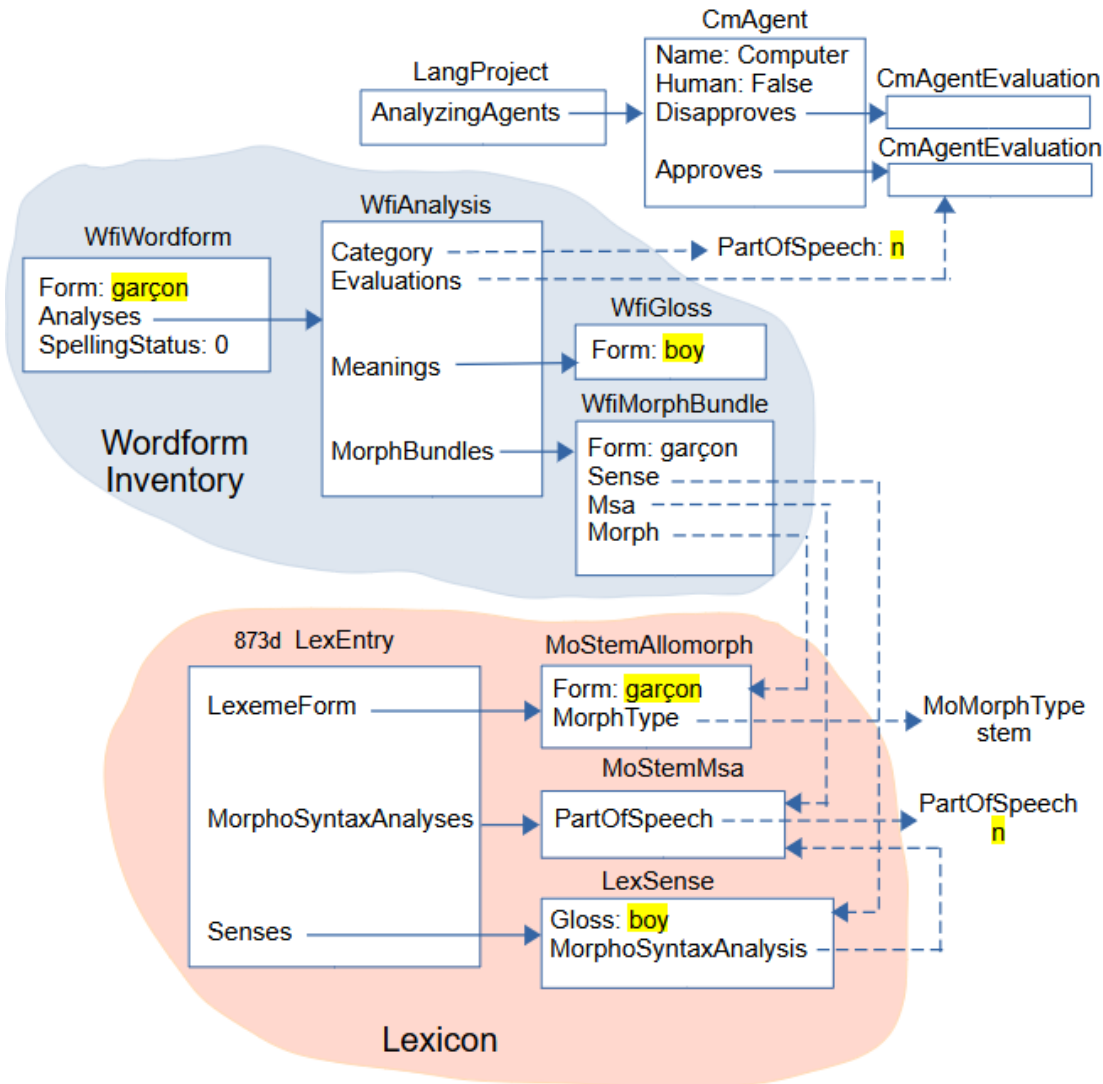 CmAgent
Name: Computer
Human: False
Disapproves
Approves
LangProject
AnalyzingAgents
CmAgentEvaluation
CmAgentEvaluation
WfiAnalysis
Category
Evaluations
Meanings
MorphBundles
PartOfSpeech: n
WfiWordform
Form: garçon
Analyses
SpellingStatus: 0
WfiGloss
Form: boy
WfiMorphBundle
Form: garçon
Sense
Msa
Morph
Wordform
Inventory
873d LexEntry
LexemeForm
MorphoSyntaxAnalyses
Senses
MoStemAllomorph
Form: garçon
MorphType
MoMorphType
stem
MoStemMsa
PartOfSpeech
PartOfSpeech
n
LexSense
Gloss: boy
MorphoSyntaxAnalysis
Lexicon